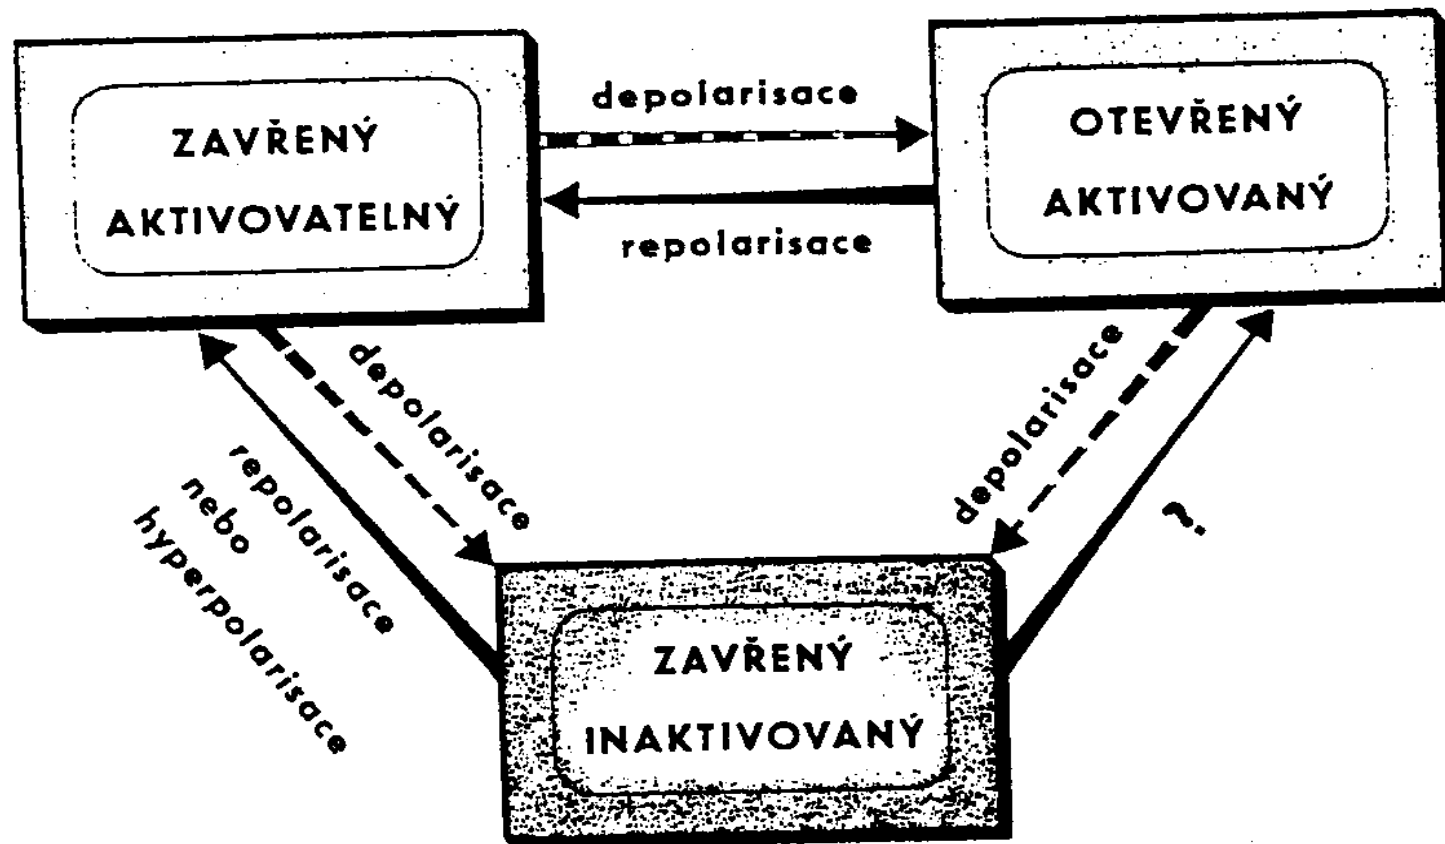 depolarisace
ZAVŘENÝ
AKTIVOVATELNÝ
OTEVŘENÝ
AKTIVOVANÝ
repolarisace
depolarisace
depolarisace
repolarisace
nebo
hyperpolarisace
?
ZAVŘENÝ
INAKTIVOVANÝ